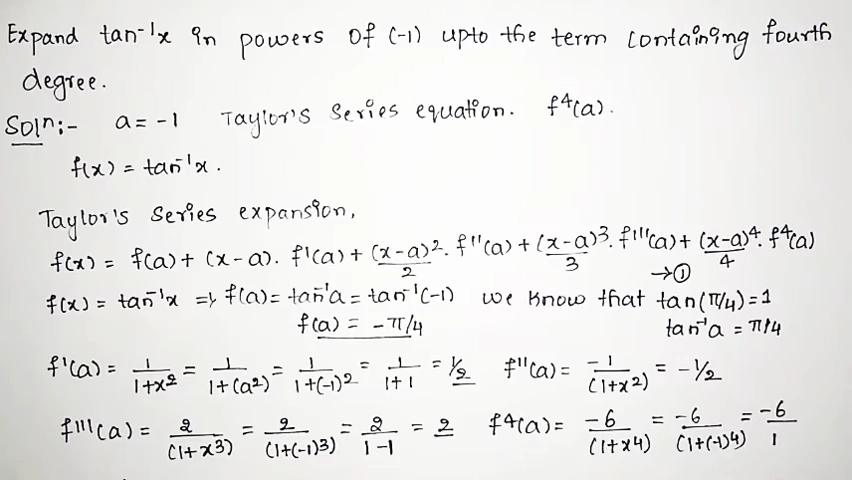 Expand tan⁻¹x in powers of (-1) upto the term containing fourth
degree.
Solⁿ:- a = -1 Taylor's series equation. f⁴(a).
f(x) = tan⁻¹x.
Taylor's series expansion,
f(x) = f(a) + (x-a). f'(a) + (x-a)²/2 . f''(a) + (x-a)³/3 . f'''(a) + (x-a)⁴/4 . f⁴(a)
→①
f(x) = tan⁻¹x ⇒ f(a) = tan⁻¹a = tan⁻¹(-1) we know that tan(π/4) = 1
f(a) = -π/4 tan⁻¹a = π/4
f'(a) = 1/1+x² = 1/1+(a²) = 1/1+(-1)² = 1/1+1 = 1/2 f''(a) = -1/(1+x²) = -1/2
f'''(a) = 2/(1+x³) = 2/(1+(-1)³) = 2/1-1 = 2 f⁴(a) = -6/(1+x⁴) = -6/(1+(-1)⁴) = -6/1